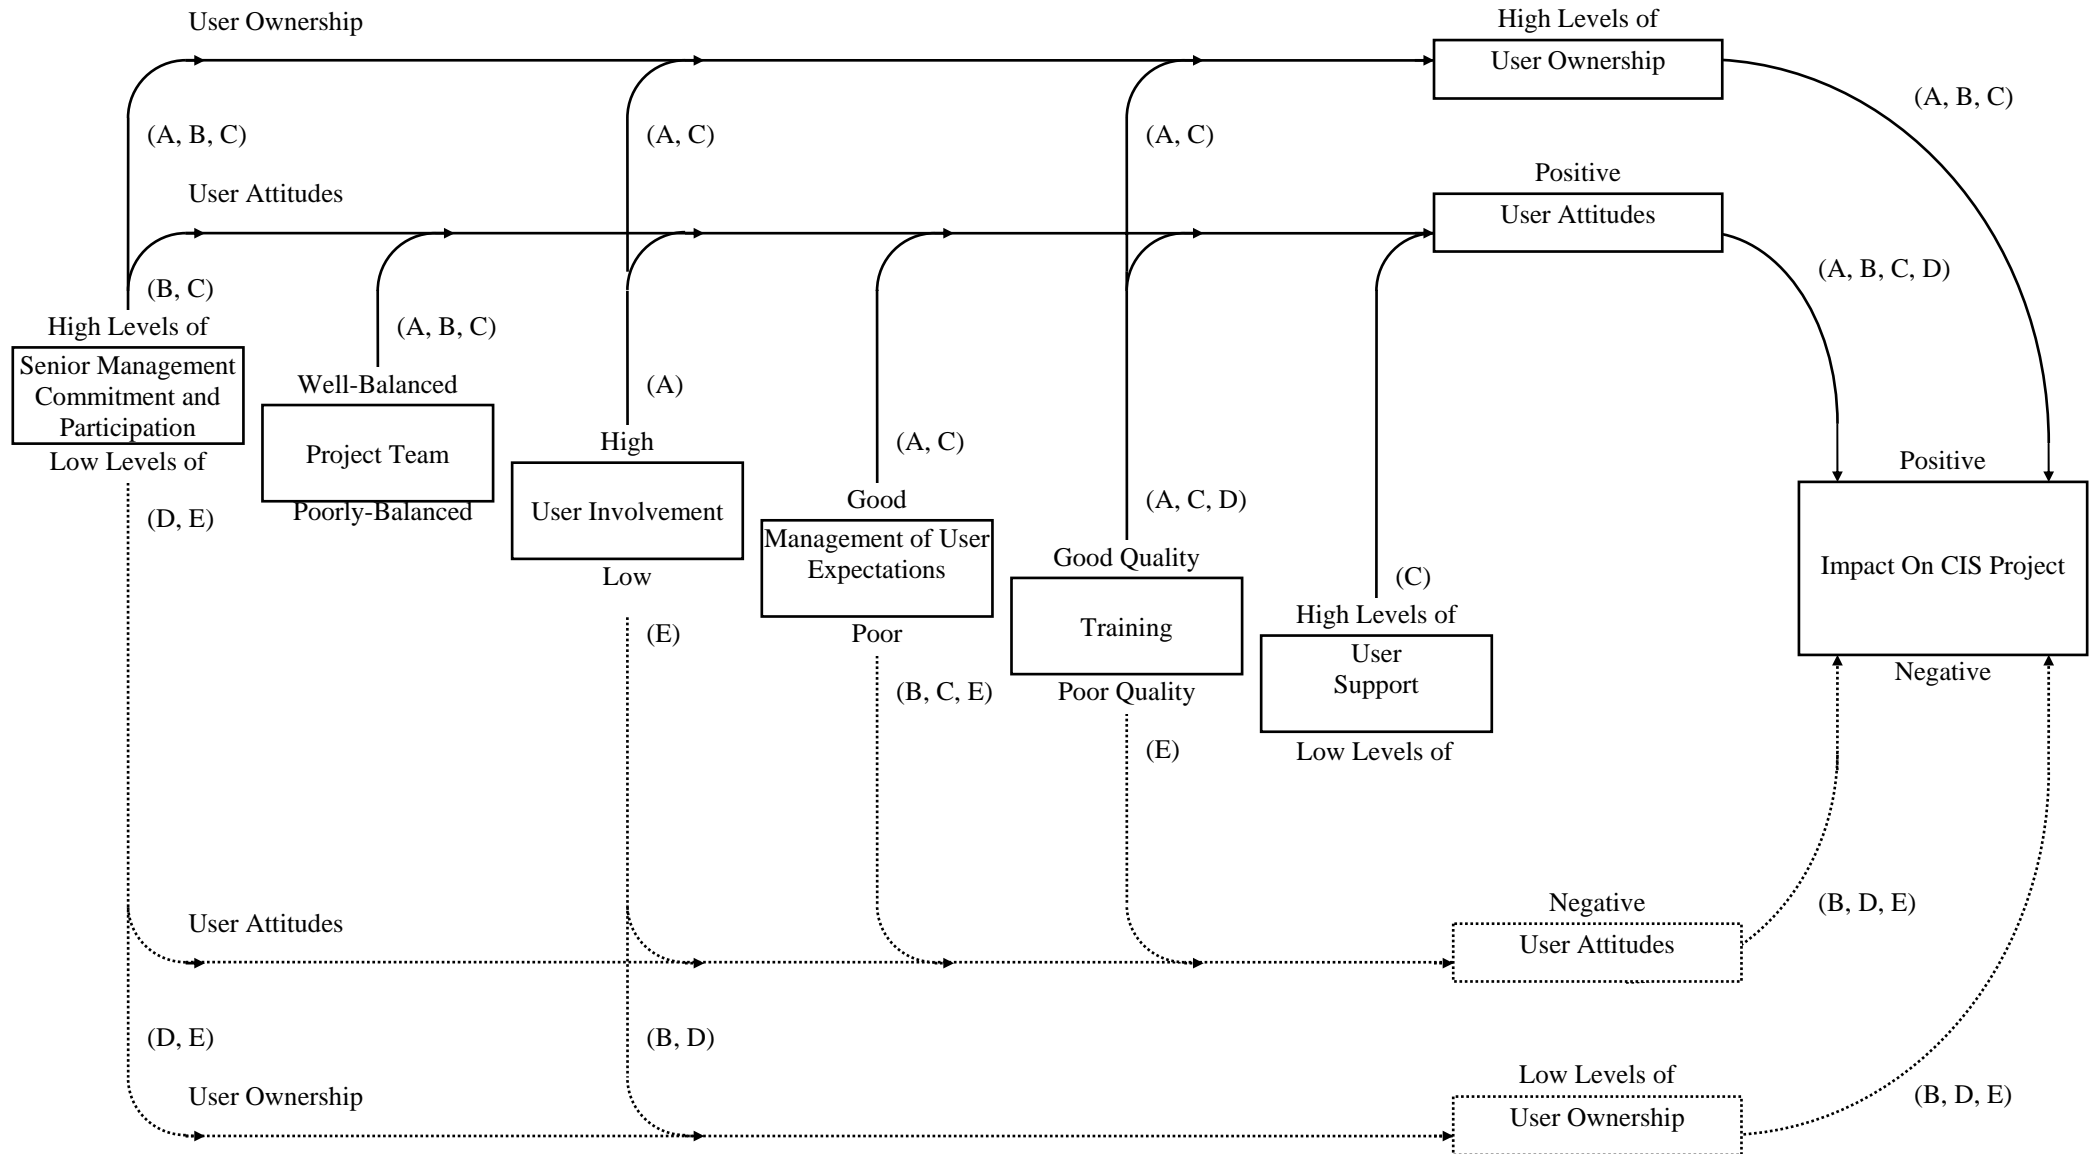 High Levels of
User Ownership
User Ownership
(A, B, C)
(A, B, C)
(A, C)
(A, C)
Positive
User Attitudes
User Attitudes
(A, B, C, D)
(B, C)
High Levels of
Senior Management
Commitment and
Participation
Low Levels of
(D, E)
(A, B, C)
Well-Balanced
Project Team
Poorly-Balanced
(A)
High
User Involvement
Low
(E)
(A, C)
Good
Management of User
Expectations
Poor
(B, C, E)
(A, C, D)
Good Quality
Training
Poor Quality
(E)
(C)
High Levels of
User
Support
Low Levels of
Positive
Impact On CIS Project
Negative
User Attitudes
Negative
User Attitudes
(B, D, E)
(D, E)
(B, D)
User Ownership
Low Levels of
User Ownership
(B, D, E)